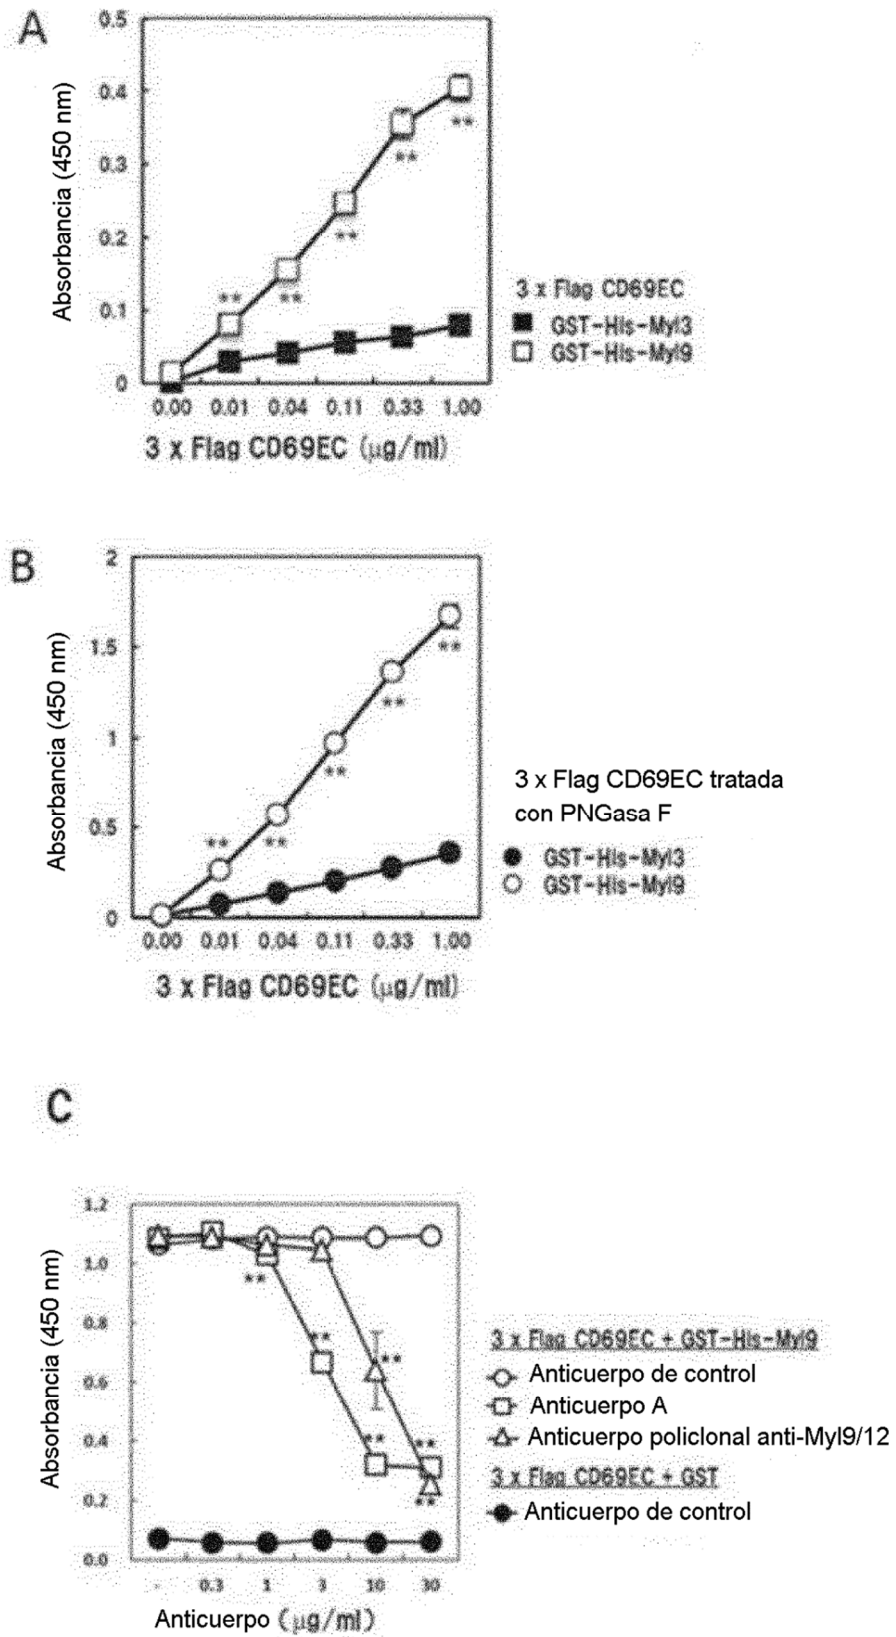 A
Absorbancia (450 nm)
0.5
0.4
0.3
0.2
0.1
0
**
**
**
**
**
0.00 0.01 0.04 0.11 0.33 1.00
3 x Flag CD69EC (μg/ml)
3 x Flag CD69EC
GST-His-Myl3
GST-His-Myl9
B
Absorbancia (450 nm)
2
1.5
1
0.5
0
**
**
**
**
**
0.00 0.01 0.04 0.11 0.33 1.00
3 x Flag CD69EC (μg/ml)
3 x Flag CD69EC tratada
con PNGasa F
GST-His-Myl3
GST-His-Myl9
C
Absorbancia (450 nm)
1.2
1.0
0.8
0.6
0.4
0.2
0.0
**
**
**
**
**
**
- 0.3 1 3 10 30
Anticuerpo (μg/ml)
3 x Flag CD69EC + GST-His-Myl9
Anticuerpo de control
Anticuerpo A
Anticuerpo policlonal anti-Myl9/12
3 x Flag CD69EC + GST
Anticuerpo de control